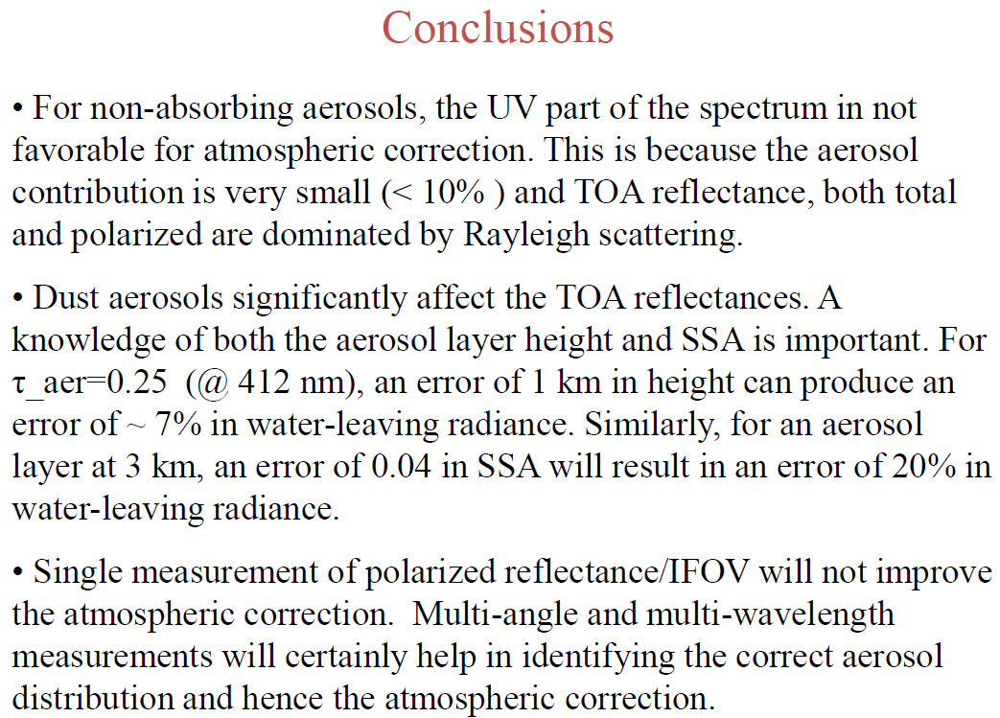 Conclusions
• For non-absorbing aerosols, the UV part of the spectrum in not
favorable for atmospheric correction. This is because the aerosol
contribution is very small (< 10% ) and TOA reflectance, both total
and polarized are dominated by Rayleigh scattering.
• Dust aerosols significantly affect the TOA reflectances. A
knowledge of both the aerosol layer height and SSA is important. For
τ_aer=0.25  (@ 412 nm), an error of 1 km in height can produce an
error of ~ 7% in water-leaving radiance. Similarly, for an aerosol
layer at 3 km, an error of 0.04 in SSA will result in an error of 20% in
water-leaving radiance.
• Single measurement of polarized reflectance/IFOV will not improve
the atmospheric correction.  Multi-angle and multi-wavelength
measurements will certainly help in identifying the correct aerosol
distribution and hence the atmospheric correction.